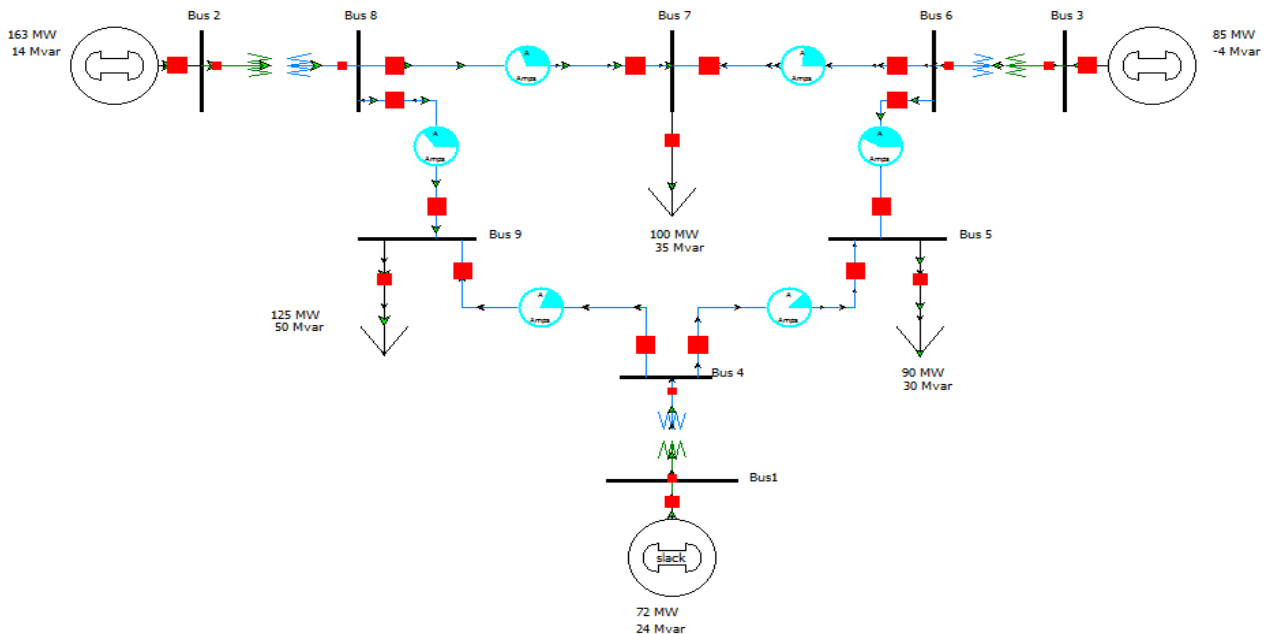 Bus 2
Bus 8
Bus 7
Bus 6
Bus 3
163 MW
14 Mvar
A
Amps
A
Amps
85 MW
-4 Mvar
A
Amps
A
Amps
100 MW
35 Mvar
Bus 9
Bus 5
A
Amps
A
Amps
125 MW
50 Mvar
90 MW
30 Mvar
Bus 4
Bus1
slack
72 MW
24 Mvar